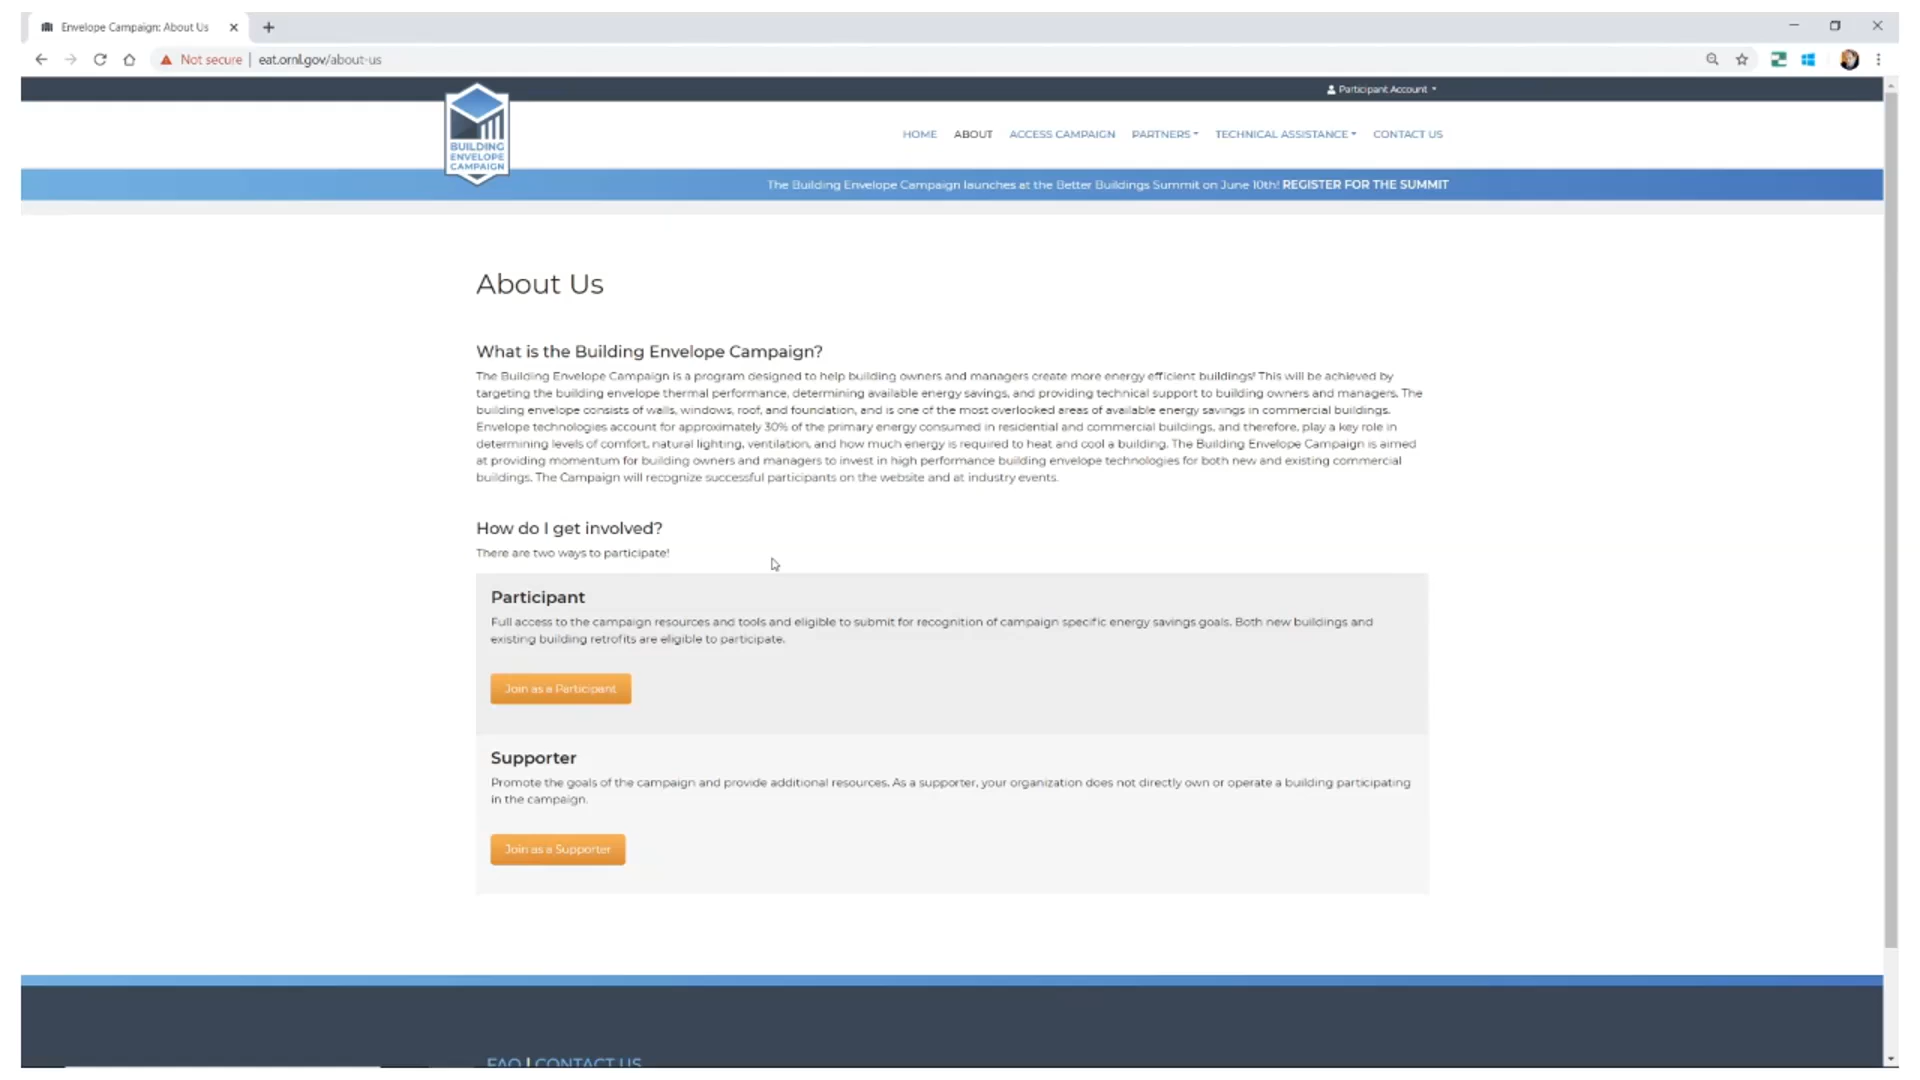 Envelope Campaign: About Us
Not secure | eat.ornl.gov/about-us
Participant Account
BUILDING
ENVELOPE
CAMPAIGN
HOME ABOUT ACCESS CAMPAIGN PARTNERS TECHNICAL ASSISTANCE CONTACT US
The Building Envelope Campaign launches at the Better Buildings Summit on June 10th! REGISTER FOR THE SUMMIT
About Us
What is the Building Envelope Campaign?
The Building Envelope Campaign is a program designed to help building owners and managers create more energy efficient buildings! This will be achieved by
targeting the building envelope thermal performance, determining available energy savings, and providing technical support to building owners and managers. The
building envelope consists of walls, windows, roof, and foundation, and is one of the most overlooked areas of available energy savings in commercial buildings.
Envelope technologies account for approximately 30% of the primary energy consumed in residential and commercial buildings, and therefore, play a key role in
determining levels of comfort, natural lighting, ventilation, and how much energy is required to heat and cool a building. The Building Envelope Campaign is aimed
at providing momentum for building owners and managers to invest in high performance building envelope technologies for both new and existing commercial
buildings. The Campaign will recognize successful participants on the website and at industry events.
How do I get involved?
There are two ways to participate!
Participant
Full access to the campaign resources and tools and eligible to submit for recognition of campaign specific energy savings goals. Both new buildings and
existing building retrofits are eligible to participate.
Join as a Participant
Supporter
Promote the goals of the campaign and provide additional resources. As a supporter, your organization does not directly own or operate a building participating
in the campaign.
Join as a Supporter
FAQ | CONTACT US